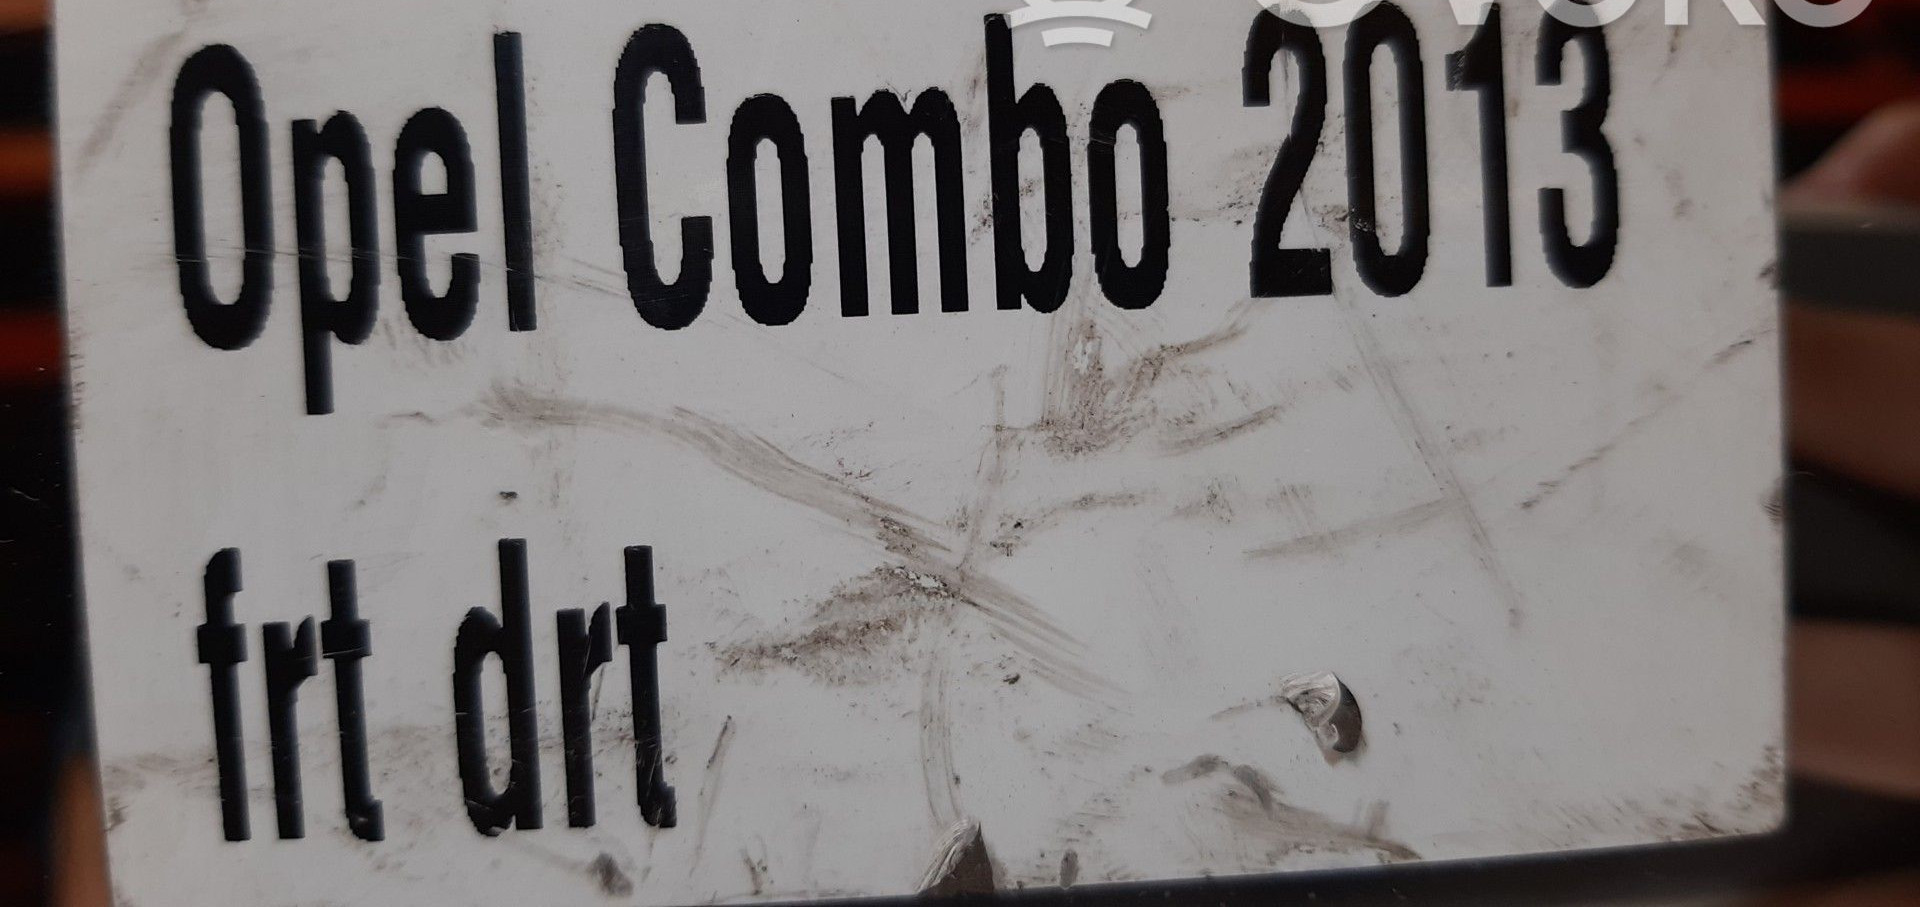 Opel Combo 2013
frt drt